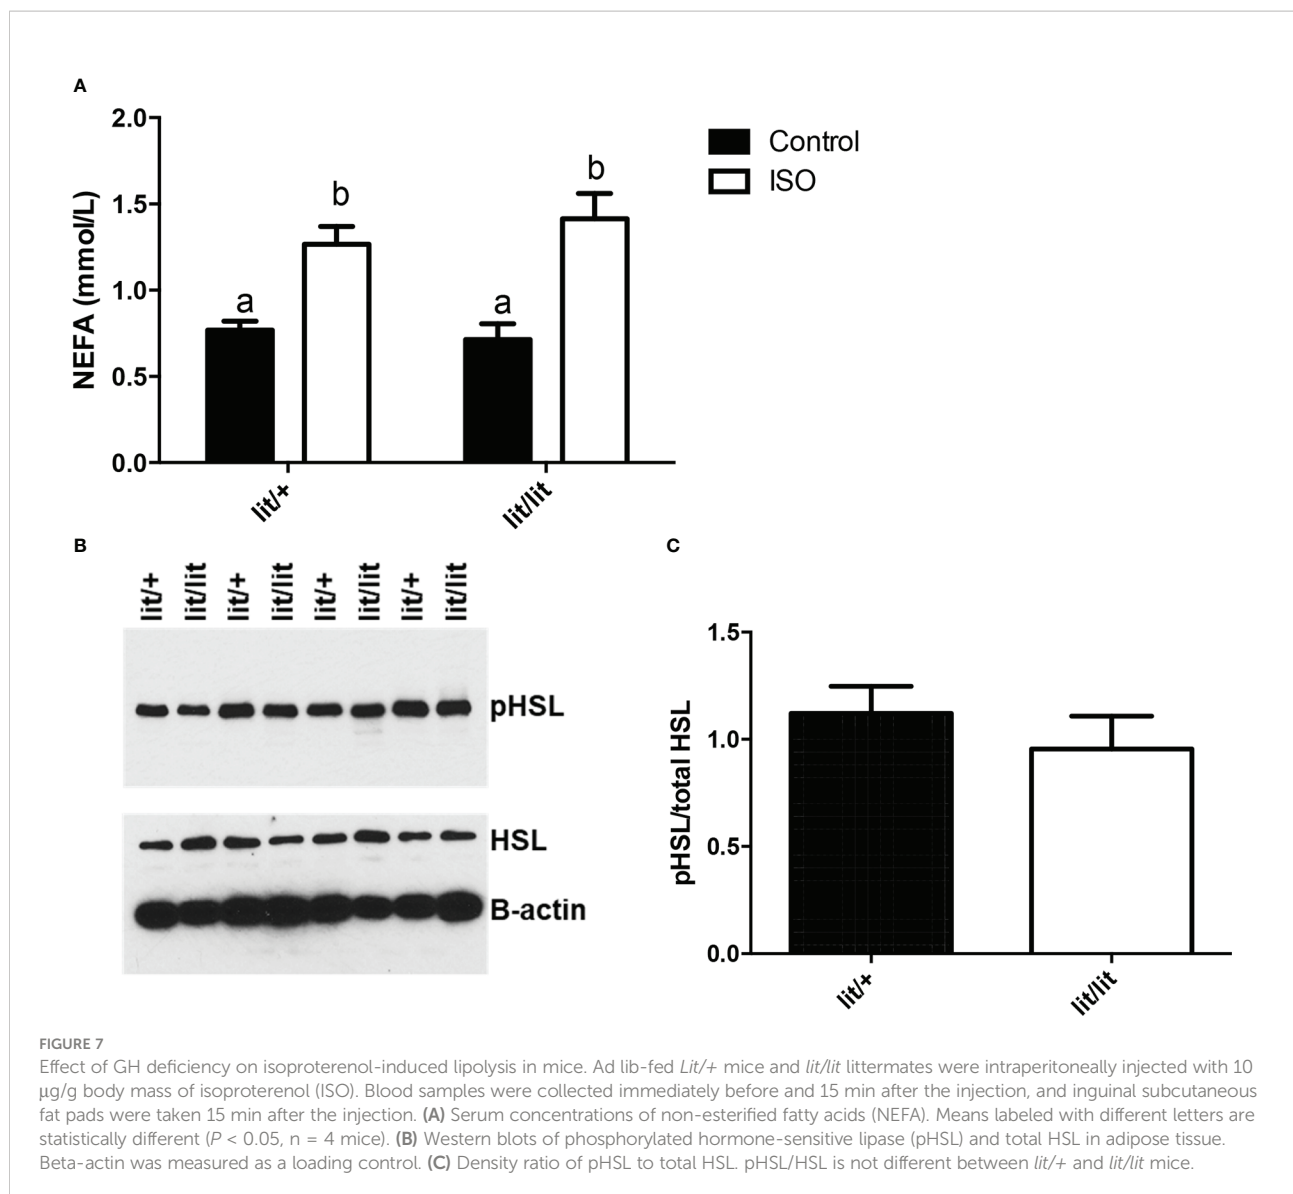 A
2.0
1.5
1.0
0.5
0.0
NEFA (mmol/L)
a
b
a
b
lit/+
lit/lit
Control
ISO
B
lit/+
lit/lit
lit/+
lit/lit
lit/+
lit/lit
lit/+
lit/lit
pHSL
HSL
B-actin
C
1.5
1.0
0.5
0.0
pHSL/total HSL
lit/+
lit/lit
FIGURE 7
Effect of GH deficiency on isoproterenol-induced lipolysis in mice. Ad lib-fed Lit/+ mice and lit/lit littermates were intraperitoneally injected with 10
μg/g body mass of isoproterenol (ISO). Blood samples were collected immediately before and 15 min after the injection, and inguinal subcutaneous
fat pads were taken 15 min after the injection. (A) Serum concentrations of non-esterified fatty acids (NEFA). Means labeled with different letters are
statistically different (P < 0.05, n = 4 mice). (B) Western blots of phosphorylated hormone-sensitive lipase (pHSL) and total HSL in adipose tissue.
Beta-actin was measured as a loading control. (C) Density ratio of pHSL to total HSL. pHSL/HSL is not different between lit/+ and lit/lit mice.